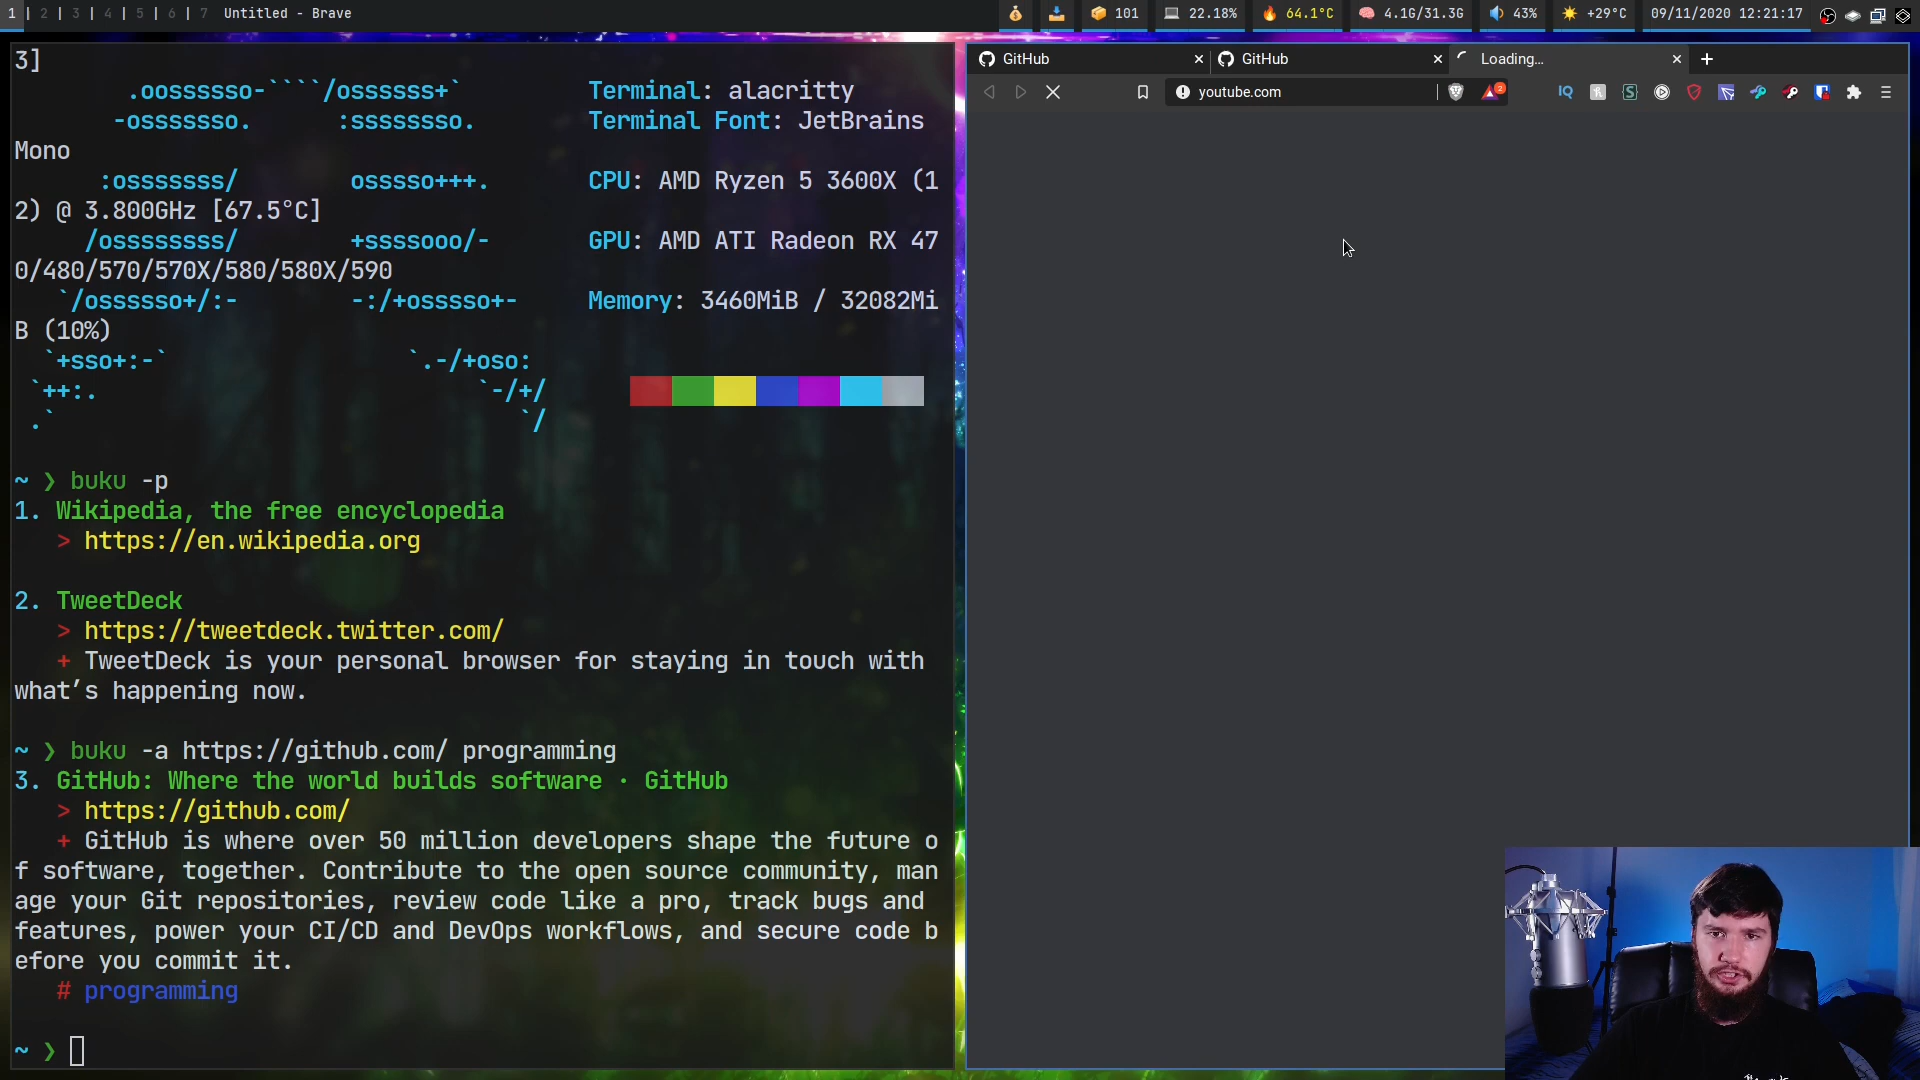 1 | 2 | 3 | 4 | 5 | 6 | 7 Untitled - Brave
101 22.18% 64.1°C 4.1G/31.3G 43% +29°C 09/11/2020 12:21:17
3]
.oossssso-````/ossssss+` Terminal: alacritty
-osssssso. :ssssssso. Terminal Font: JetBrains
Mono
:osssssss/ osssso+++. CPU: AMD Ryzen 5 3600X (1
2) @ 3.800GHz [67.5°C]
/ossssssss/ +ssssooo/- GPU: AMD ATI Radeon RX 47
0/480/570/570X/580/580X/590
`/ossssso+/:- -:/+osssso+- Memory: 3460MiB / 32082Mi
B (10%)
`+sso+:-` `.-/+oso:
`++:. `-/+/
.` `/
~ ❯ buku -p
1. Wikipedia, the free encyclopedia
> https://en.wikipedia.org
2. TweetDeck
> https://tweetdeck.twitter.com/
+ TweetDeck is your personal browser for staying in touch with
what’s happening now.
~ ❯ buku -a https://github.com/ programming
3. GitHub: Where the world builds software · GitHub
> https://github.com/
+ GitHub is where over 50 million developers shape the future o
f software, together. Contribute to the open source community, man
age your Git repositories, review code like a pro, track bugs and
features, power your CI/CD and DevOps workflows, and secure code b
efore you commit it.
# programming
~ ❯
GitHub GitHub Loading...
youtube.com 2 IQ